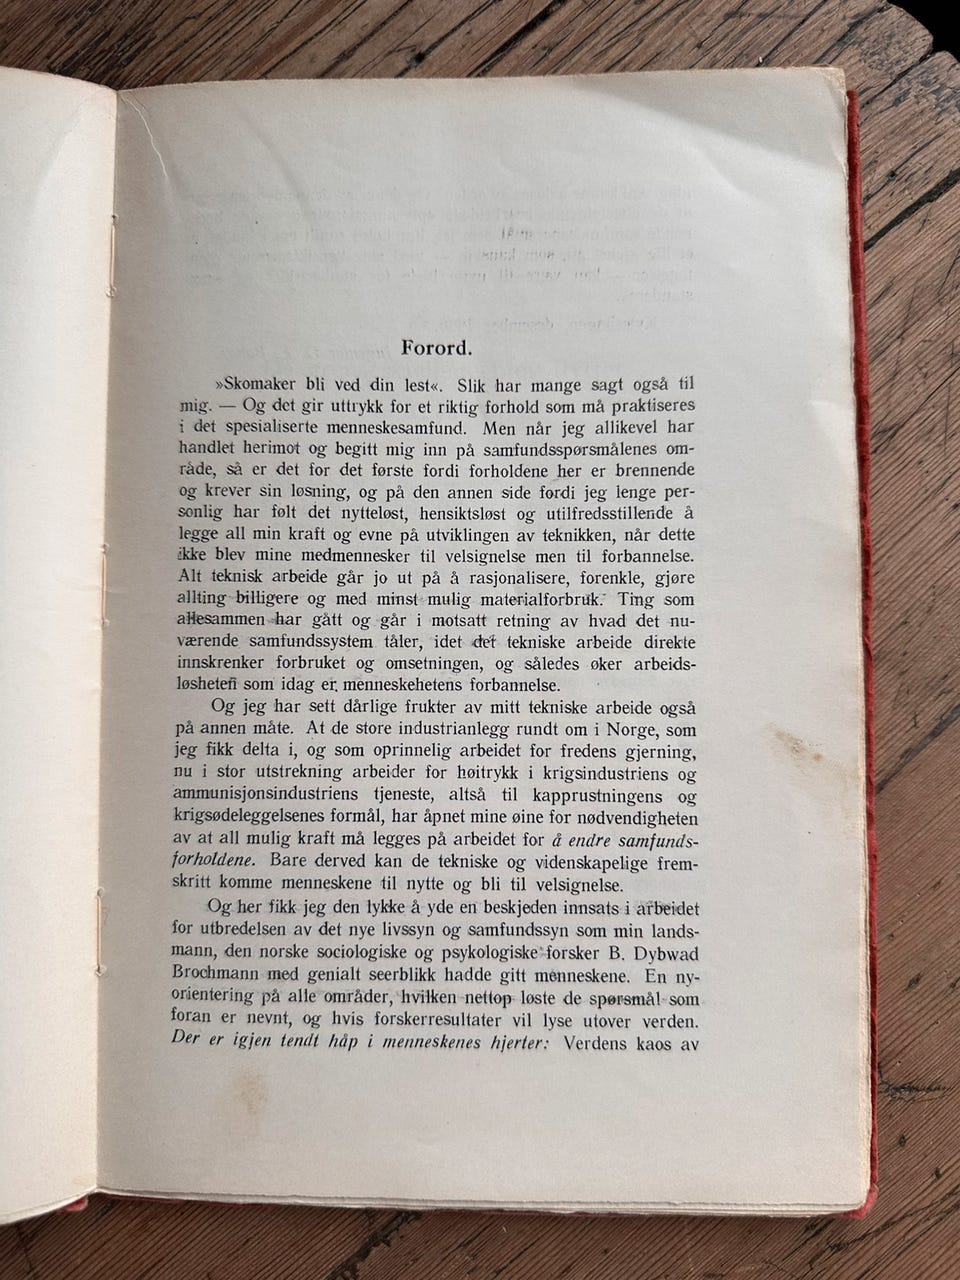 Forord.
»Skomaker bli ved din lest«. Slik har mange sagt også til
mig. — Og det gir uttrykk for et riktig forhold som må praktiseres
i det spesialiserte menneskesamfund. Men når jeg allikevel har
handlet herimot og begitt mig inn på samfundsspørsmålenes om-
råde, så er det for det første fordi forholdene her er brennende
og krever sin løsning, og på den annen side fordi jeg lenge per-
sonlig har følt det nytteløst, hensiktsløst og utilfredsstillende å
legge all min kraft og evne på utviklingen av teknikken, når dette
ikke blev mine medmennesker til velsignelse men til forbannelse.
Alt teknisk arbeide går jo ut på å rasjonalisere, forenkle, gjøre
allting billigere og med minst mulig materialforbruk. Ting som
allesammen har gått og går i motsatt retning av hvad det nu-
værende samfundssystem tåler, idet det tekniske arbeide direkte
innskrenker forbruket og omsetningen, og således øker arbeids-
løsheten som idag er menneskehetens forbannelse.
Og jeg har sett dårlige frukter av mitt tekniske arbeide også
på annen måte. At de store industrianlegg rundt om i Norge, som
jeg fikk delta i, og som oprinnelig arbeidet for fredens gjerning,
nu i stor utstrekning arbeider for høitrykk i krigsindustriens og
ammunisjonsindustriens tjeneste, altså til kapprustningens og
krigsødeleggelsenes formål, har åpnet mine øine for nødvendigheten
av at all mulig kraft må legges på arbeidet for å endre samfunds-
forholdene. Bare derved kan de tekniske og videnskapelige frem-
skritt komme menneskene til nytte og bli til velsignelse.
Og her fikk jeg den lykke å yde en beskjeden innsats i arbeidet
for utbredelsen av det nye livssyn og samfundssyn som min lands-
mann, den norske sociologiske og psykologiske forsker B. Dybwad
Brochmann med genialt seerblikk hadde gitt menneskene. En ny-
orientering på alle områder, hvilken nettop løste de spørsmål som
foran er nevnt, og hvis forskerresultater vil lyse utover verden.
Der er igjen tendt håp i menneskenes hjerter: Verdens kaos av